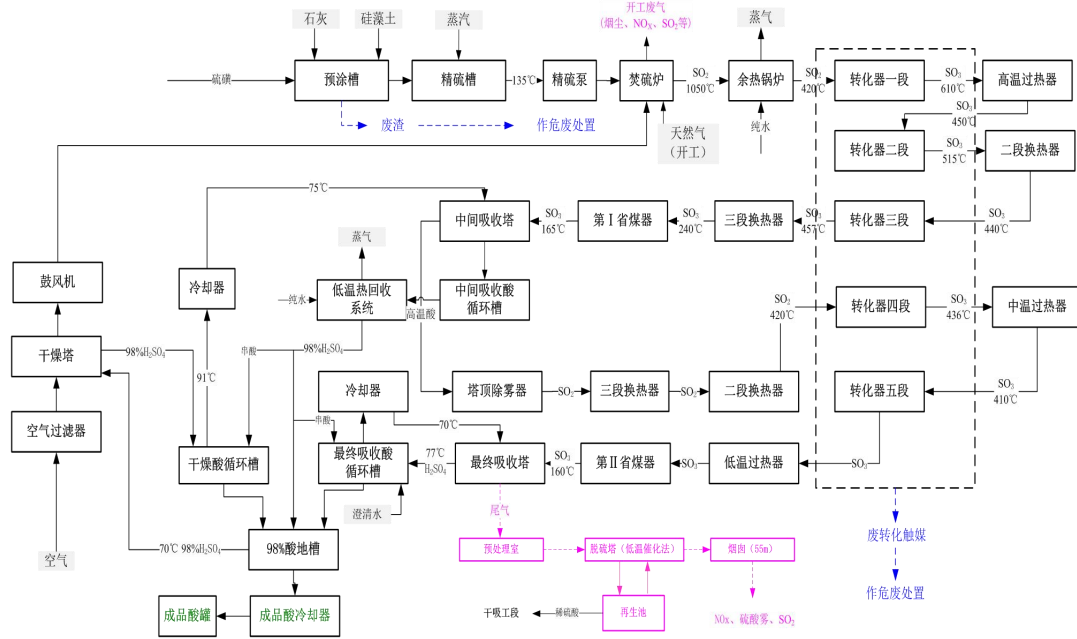 石灰
硅藻土
蒸汽
开工废气
(烟尘、NOX、SO2等)
蒸气
硫磺
预涂槽
精硫槽
135℃
精硫泵
焚硫炉
SO2
1050℃
余热锅炉
SO2
420℃
转化器一段
SO3
610℃
高温过热器
废渣
作危废处置
天然气
（开工）
纯水
SO3
450℃
转化器二段
SO3
515℃
二段换热器
75℃
中间吸收塔
SO3
165℃
第Ⅰ省煤器
SO3
240℃
三段换热器
SO3
457℃
转化器三段
SO3
440℃
蒸气
鼓风机
冷却器
纯水
低温热回收
系统
高温酸
中间吸收酸
循环槽
SO2
420℃
转化器四段
SO3
436℃
中温过热器
干燥塔
98%H2SO4
串酸
98%H2SO4
91℃
冷却器
塔顶除雾器
SO2
三段换热器
SO2
二段换热器
转化器五段
SO3
410℃
空气过滤器
串酸
70℃
干燥酸循环槽
最终吸收酸
循环槽
77℃
H2SO4
最终吸收塔
SO3
160℃
第Ⅱ省煤器
SO3
低温过热器
SO3
澄清水
尾气
空气
70℃ 98%H2SO4
98%酸地槽
预处理室
脱硫塔（低温催化法）
烟囱（55m）
废转化触媒
作危废处置
成品酸罐
成品酸冷却器
干吸工段
稀硫酸
再生池
NOx、硫酸雾、SO2